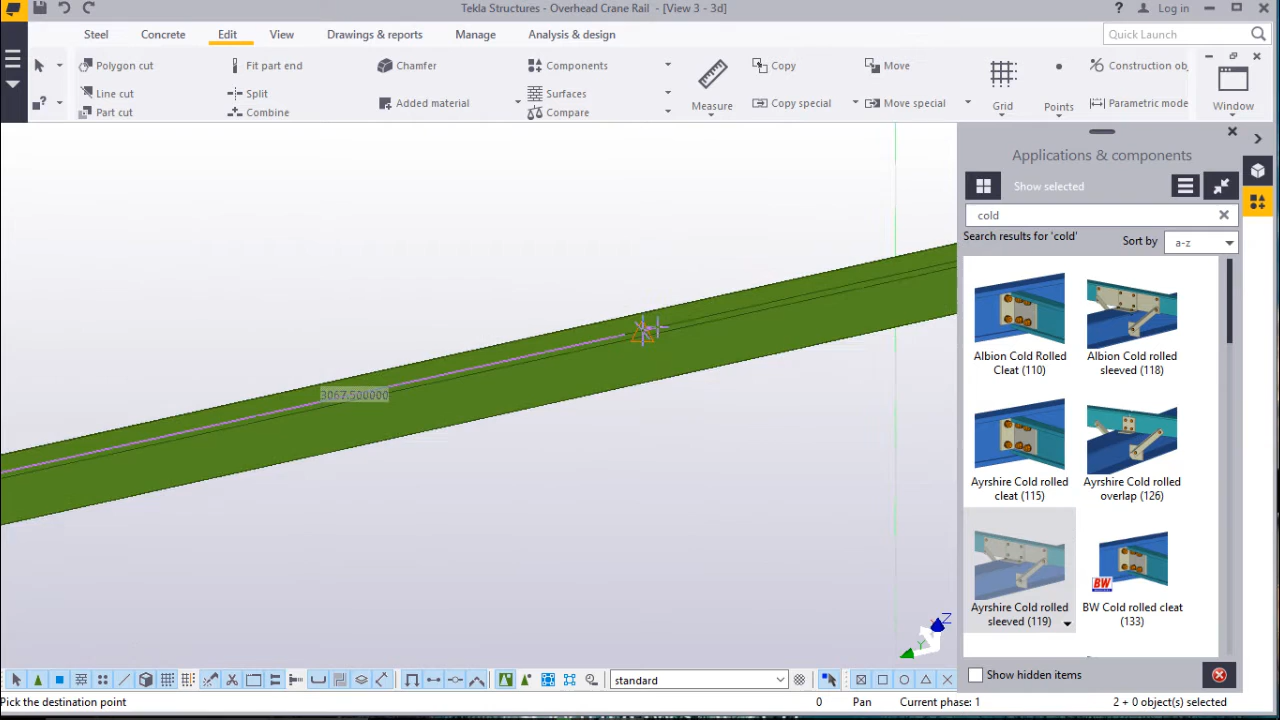 Tekla Structures - Overhead Crane Rail - [View 3 - 3d]
? Log in
Steel Concrete Edit View Drawings & reports Manage Analysis & design
Quick Launch
Polygon cut
Line cut
Part cut
Fit part end
Split
Combine
Chamfer
Added material
Components
Surfaces
Compare
Measure
Copy
Copy special
Move
Move special
Grid
Points
Construction obj
Parametric mode
Window
3067.500000
Z
Y
Applications & components
Show selected
cold
Search results for 'cold'
Sort by
a-z
Albion Cold Rolled
Cleat (110)
Albion Cold rolled
sleeved (118)
Ayrshire Cold rolled
cleat (115)
Ayrshire Cold rolled
overlap (126)
Ayrshire Cold rolled
sleeved (119)
BW
BW Cold rolled cleat
(133)
Show hidden items
standard
Pick the destination point
0
Pan
Current phase: 1
2 + 0 object(s) selected